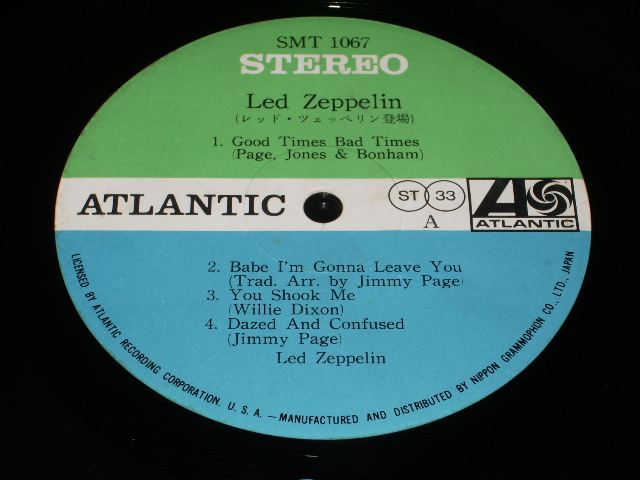 SMT 1067
STEREO
Led Zeppelin
(レッド・ツェッペリン登場)
1. Good Times Bad Times
(Page, Jones & Bonham)
ATLANTIC
ST 33
A
ATLANTIC
2. Babe I'm Gonna Leave You
(Trad. Arr. by Jimmy Page)
3. You Shook Me
(Willie Dixon)
4. Dazed And Confused
(Jimmy Page)
Led Zeppelin
LICENSED BY ATLANTIC RECORDING CORPORATION. U. S. A. — MANUFACTURED AND DISTRIBUTED BY NIPPON GRAMMOPHON CO., LTD., JAPAN